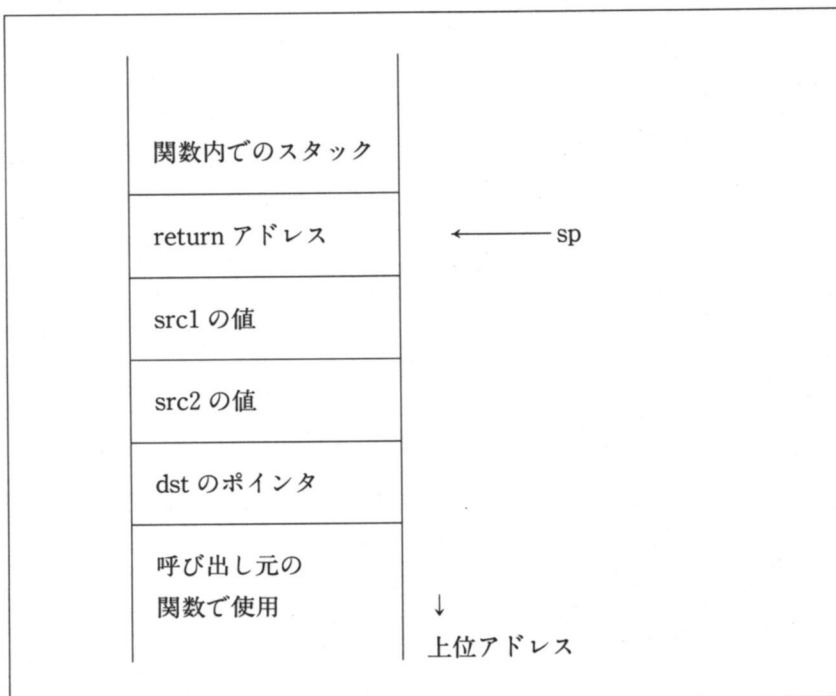 関数内でのスタック
return アドレス
← sp
src1 の値
src2 の値
dst のポインタ
呼び出し元の
関数で使用
↓
上位アドレス